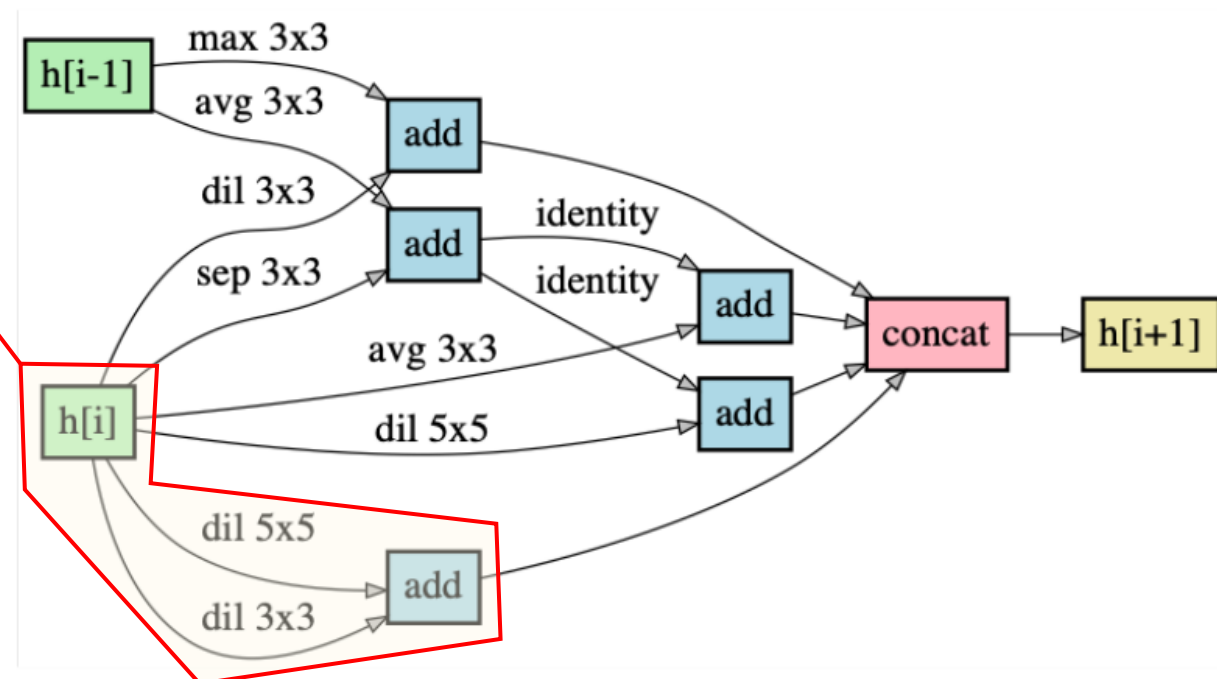 max 3x3
h[i-1]
avg 3x3
add
dil 3x3
identity
add
sep 3x3
identity
add
concat
h[i+1]
avg 3x3
h[i]
dil 5x5
add
dil 5x5
add
dil 3x3